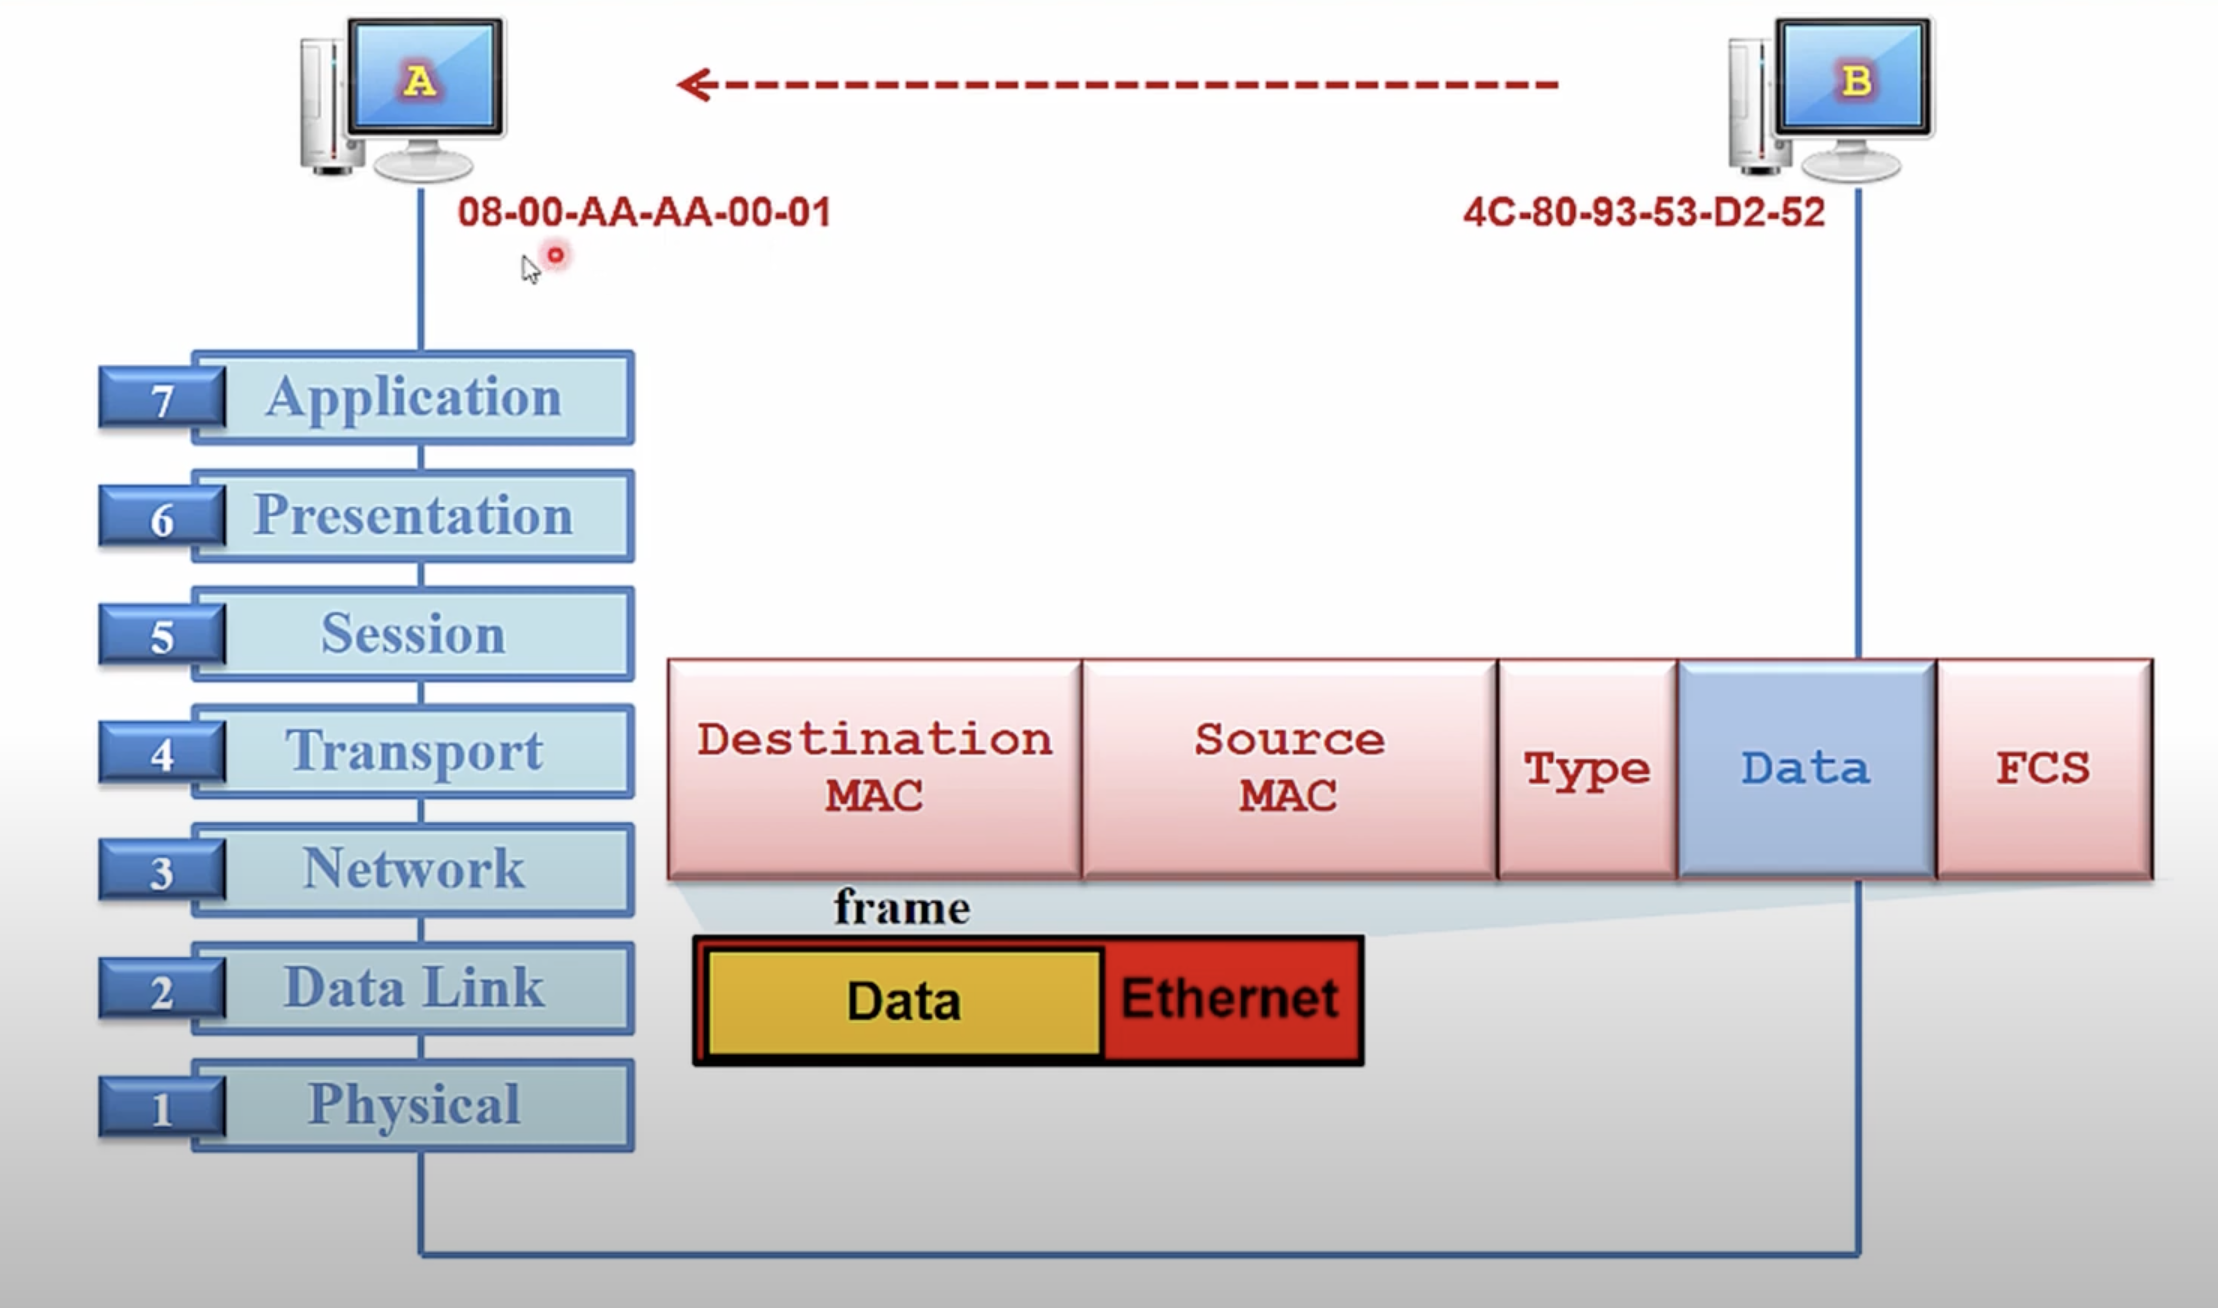 A
B
08-00-AA-AA-00-01
4C-80-93-53-D2-52
7 Application
6 Presentation
5 Session
4 Transport
3 Network
2 Data Link
1 Physical
Destination
MAC
Source
MAC
Type
Data
FCS
frame
Data
Ethernet